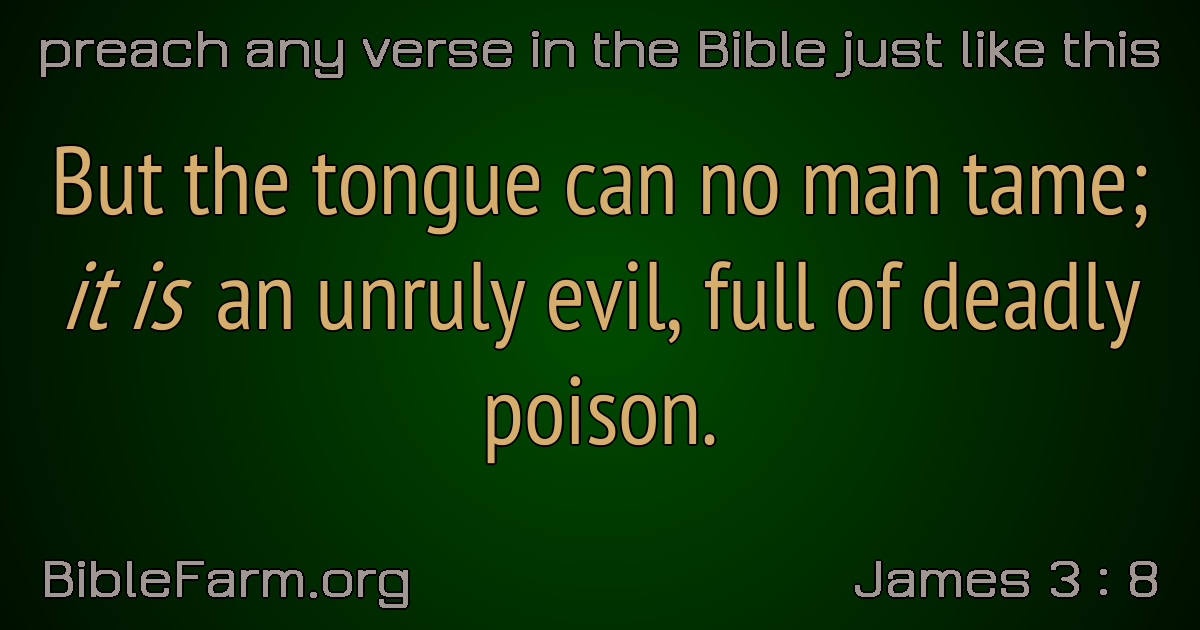 preach any verse in the Bible just like this
But the tongue can no man tame;
it is an unruly evil, full of deadly
poison.
BibleFarm.org
James 3 : 8